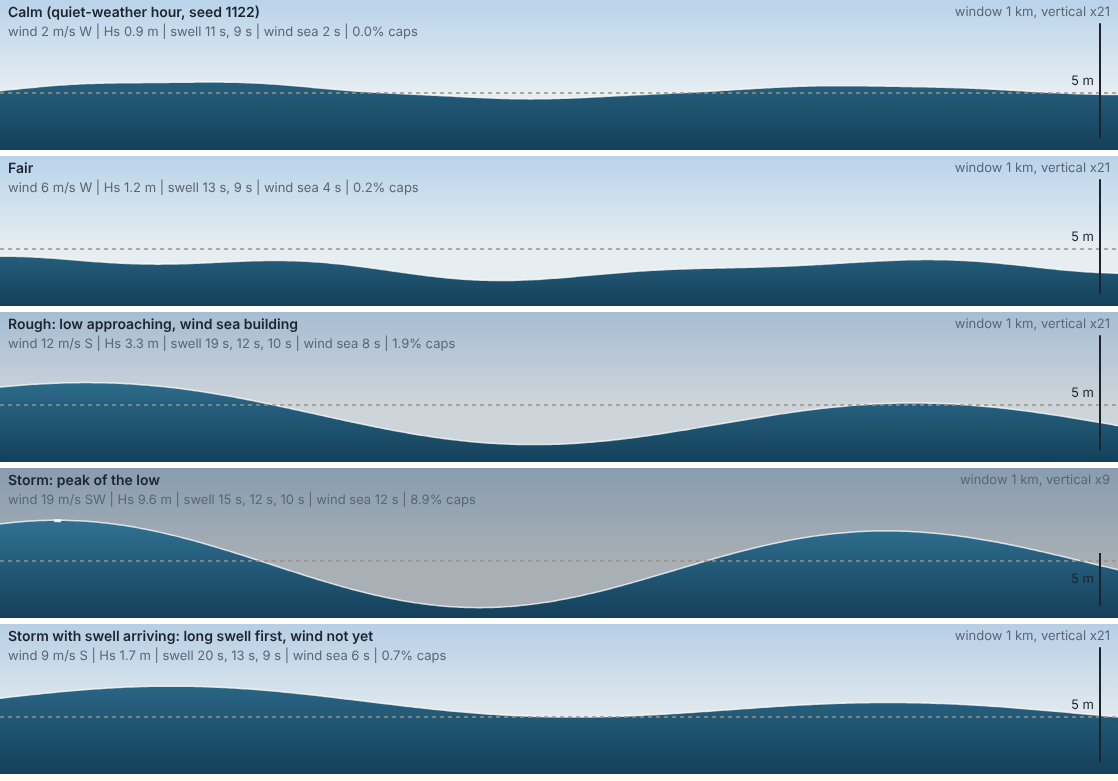 Calm (quiet-weather hour, seed 1122)
window 1 km, vertical x21
wind 2 m/s W | Hs 0.9 m | swell 11 s, 9 s | wind sea 2 s | 0.0% caps
5 m
Fair
window 1 km, vertical x21
wind 6 m/s W | Hs 1.2 m | swell 13 s, 9 s | wind sea 4 s | 0.2% caps
5 m
Rough: low approaching, wind sea building
window 1 km, vertical x21
wind 12 m/s S | Hs 3.3 m | swell 19 s, 12 s, 10 s | wind sea 8 s | 1.9% caps
5 m
Storm: peak of the low
window 1 km, vertical x9
wind 19 m/s SW | Hs 9.6 m | swell 15 s, 12 s, 10 s | wind sea 12 s | 8.9% caps
5 m
Storm with swell arriving: long swell first, wind not yet
window 1 km, vertical x21
wind 9 m/s S | Hs 1.7 m | swell 20 s, 13 s, 9 s | wind sea 6 s | 0.7% caps
5 m